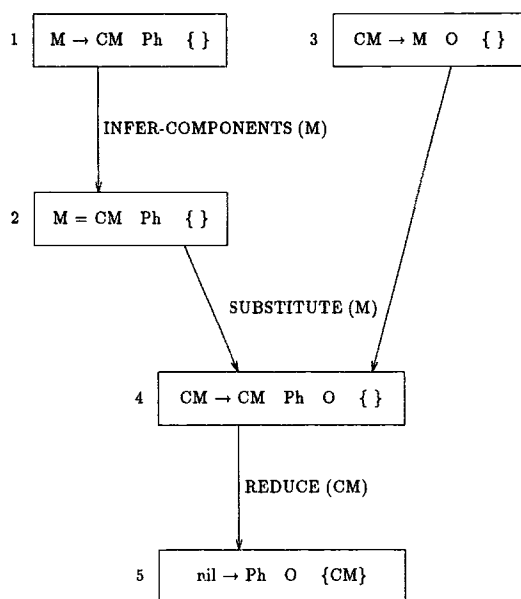 1 M → CM Ph { }
3 CM → M O { }
INFER-COMPONENTS (M)
2 M = CM Ph { }
SUBSTITUTE (M)
4 CM → CM Ph O { }
REDUCE (CM)
5 nil → Ph O {CM}